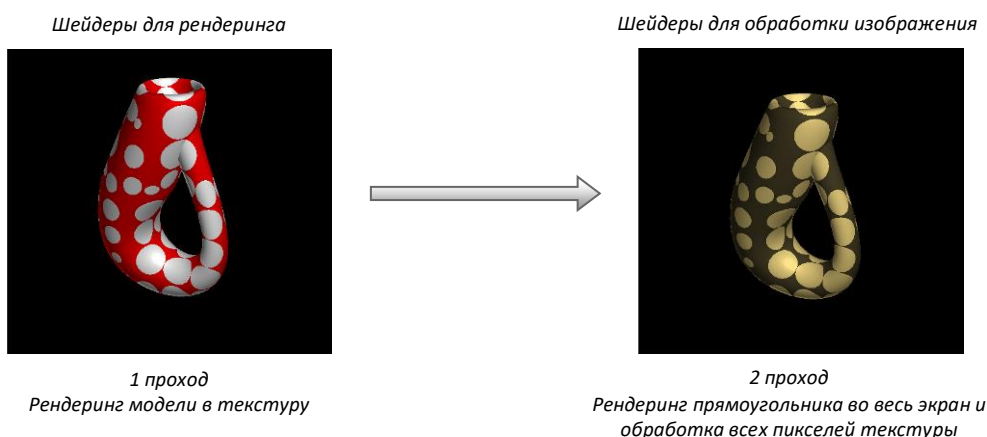 Шейдеры для рендеринга
Шейдеры для обработки изображения
1 проход
Рендеринг модели в текстуру
2 проход
Рендеринг прямоугольника во весь экран и
обработка всех пикселей текстуры